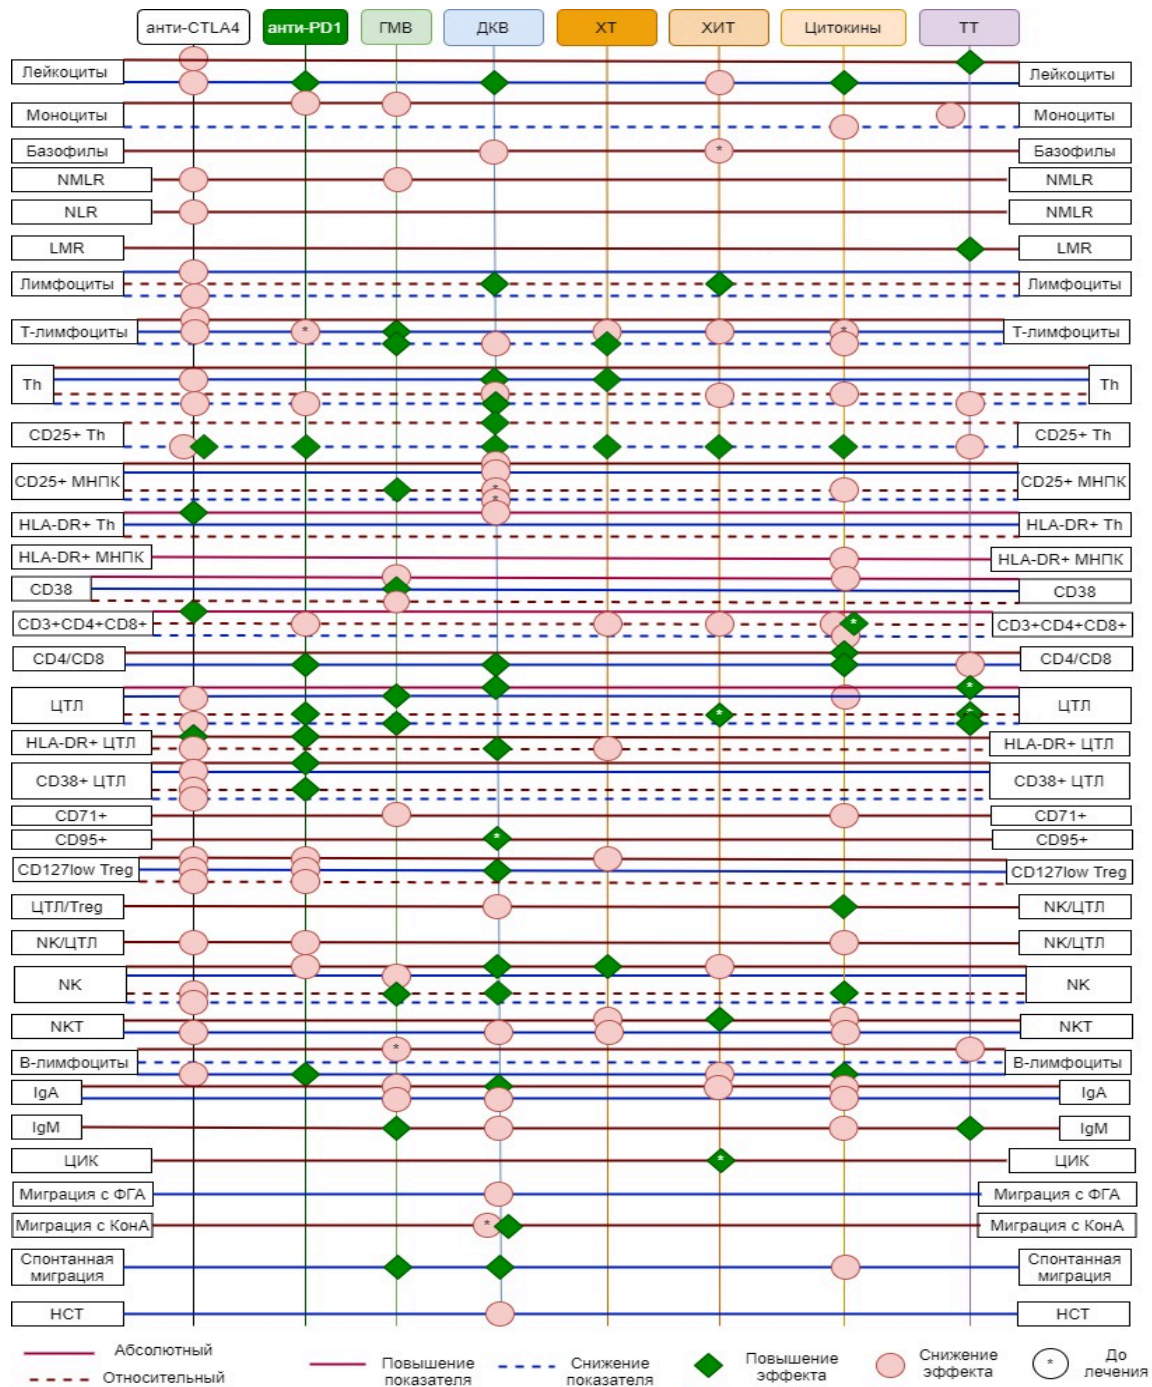 анти-CTLA4 анти-PD1 ГМВ ДКВ ХТ ХИТ Цитокины ТТ
Лейкоциты Лейкоциты
Моноциты Моноциты
Базофилы * Базофилы
NMLR NMLR
NLR NMLR
LMR LMR
Лимфоциты Лимфоциты
Т-лимфоциты * * Т-лимфоциты
Th Th
CD25+ Th CD25+ Th
CD25+ МНПК * * CD25+ МНПК
HLA-DR+ Th HLA-DR+ Th
HLA-DR+ МНПК HLA-DR+ МНПК
CD38 CD38
CD3+CD4+CD8+ * CD3+CD4+CD8+
CD4/CD8 CD4/CD8
ЦТЛ * * * ЦТЛ
HLA-DR+ ЦТЛ HLA-DR+ ЦТЛ
CD38+ ЦТЛ CD38+ ЦТЛ
CD71+ CD71+
CD95+ * CD95+
CD127low Treg CD127low Treg
ЦТЛ/Treg NK/ЦТЛ
NK/ЦТЛ NK/ЦТЛ
NK NK
NKT NKT
В-лимфоциты * В-лимфоциты
IgA IgA
IgM IgM
ЦИК * ЦИК
Миграция с ФГА Миграция с ФГА
Миграция с КонА * Миграция с КонА
Спонтанная Спонтанная
миграция миграция
НСТ НСТ
Абсолютный Повышение Снижение Повышение Снижение * До
Относительный показателя показателя эффекта эффекта лечения